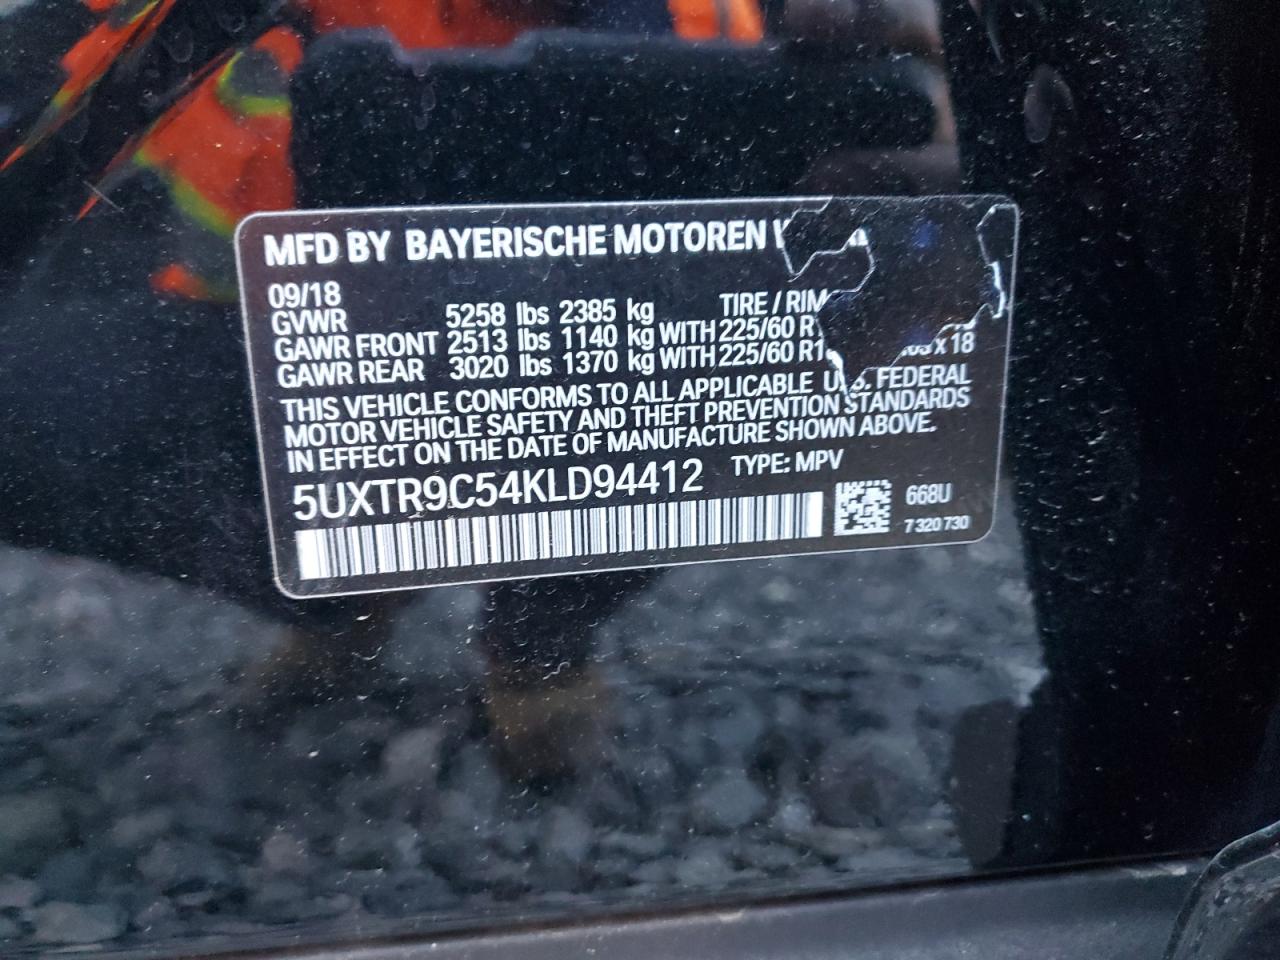 MFD BY BAYERISCHE MOTOREN
09/18
GVWR 5258 lbs 2385 kg TIRE / RIM
GAWR FRONT 2513 lbs 1140 kg WITH 225/60
GAWR REAR 3020 lbs 1370 kg WITH 225/60 x 18
THIS VEHICLE CONFORMS TO ALL APPLICABLE U.S. FEDERAL
MOTOR VEHICLE SAFETY AND THEFT PREVENTION STANDARDS
IN EFFECT ON THE DATE OF MANUFACTURE SHOWN ABOVE.
5UXTR9C54KLD94412 TYPE: MPV
668U
7 320 730